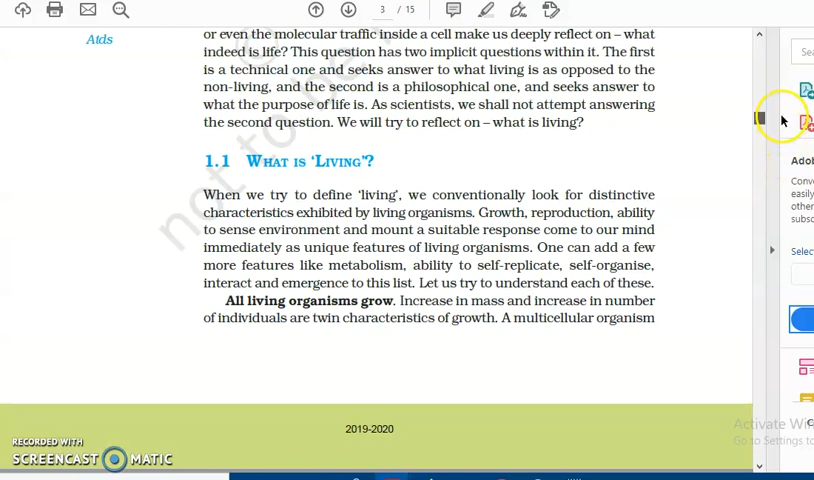 3 / 15
Aids
or even the molecular traffic inside a cell make us deeply reflect on – what
indeed is life? This question has two implicit questions within it. The first
is a technical one and seeks answer to what living is as opposed to the
non-living, and the second is a philosophical one, and seeks answer to
what the purpose of life is. As scientists, we shall not attempt answering
the second question. We will try to reflect on – what is living?
1.1 WHAT IS ‘LIVING’?
When we try to define ‘living’, we conventionally look for distinctive
characteristics exhibited by living organisms. Growth, reproduction, ability
to sense environment and mount a suitable response come to our mind
immediately as unique features of living organisms. One can add a few
more features like metabolism, ability to self-replicate, self-organise,
interact and emergence to this list. Let us try to understand each of these.
All living organisms grow. Increase in mass and increase in number
of individuals are twin characteristics of growth. A multicellular organism
2019-2020
© not to be
Sea
Adob
Conv
easily
other
subsc
Select
Activate Win
Go to Settings to
RECORDED WITH
SCREENCAST MATIC